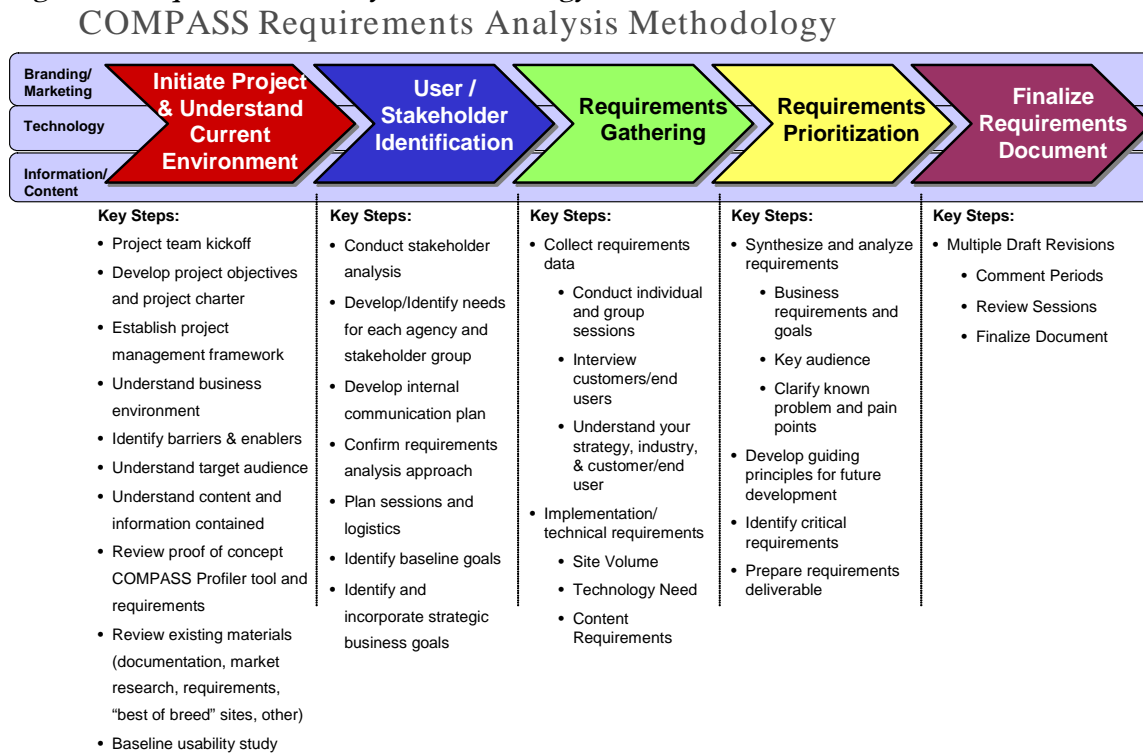 COMPASS Requirements Analysis Methodology
Branding/
Marketing
Technology
Information/
Content
Initiate Project
& Understand
Current
Environment
User /
Stakeholder
Identification
Requirements
Gathering
Requirements
Prioritization
Finalize
Requirements
Document
Key Steps:
• Project team kickoff
• Develop project objectives
and project charter
• Establish project
management framework
• Understand business
environment
• Identify barriers & enablers
• Understand target audience
• Understand content and
information contained
• Review proof of concept
COMPASS Profiler tool and
requirements
• Review existing materials
(documentation, market
research, requirements,
“best of breed” sites, other)
• Baseline usability study
Key Steps:
• Conduct stakeholder
analysis
• Develop/Identify needs
for each agency and
stakeholder group
• Develop internal
communication plan
• Confirm requirements
analysis approach
• Plan sessions and
logistics
• Identify baseline goals
• Identify and
incorporate strategic
business goals
Key Steps:
• Collect requirements
data
• Conduct individual
and group
sessions
• Interview
customers/end
users
• Understand your
strategy, industry,
& customer/end
user
• Implementation/
technical requirements
• Site Volume
• Technology Need
• Content
Requirements
Key Steps:
• Synthesize and analyze
requirements
• Business
requirements and
goals
• Key audience
• Clarify known
problem and pain
points
• Develop guiding
principles for future
development
• Identify critical
requirements
• Prepare requirements
deliverable
Key Steps:
• Multiple Draft Revisions
• Comment Periods
• Review Sessions
• Finalize Document